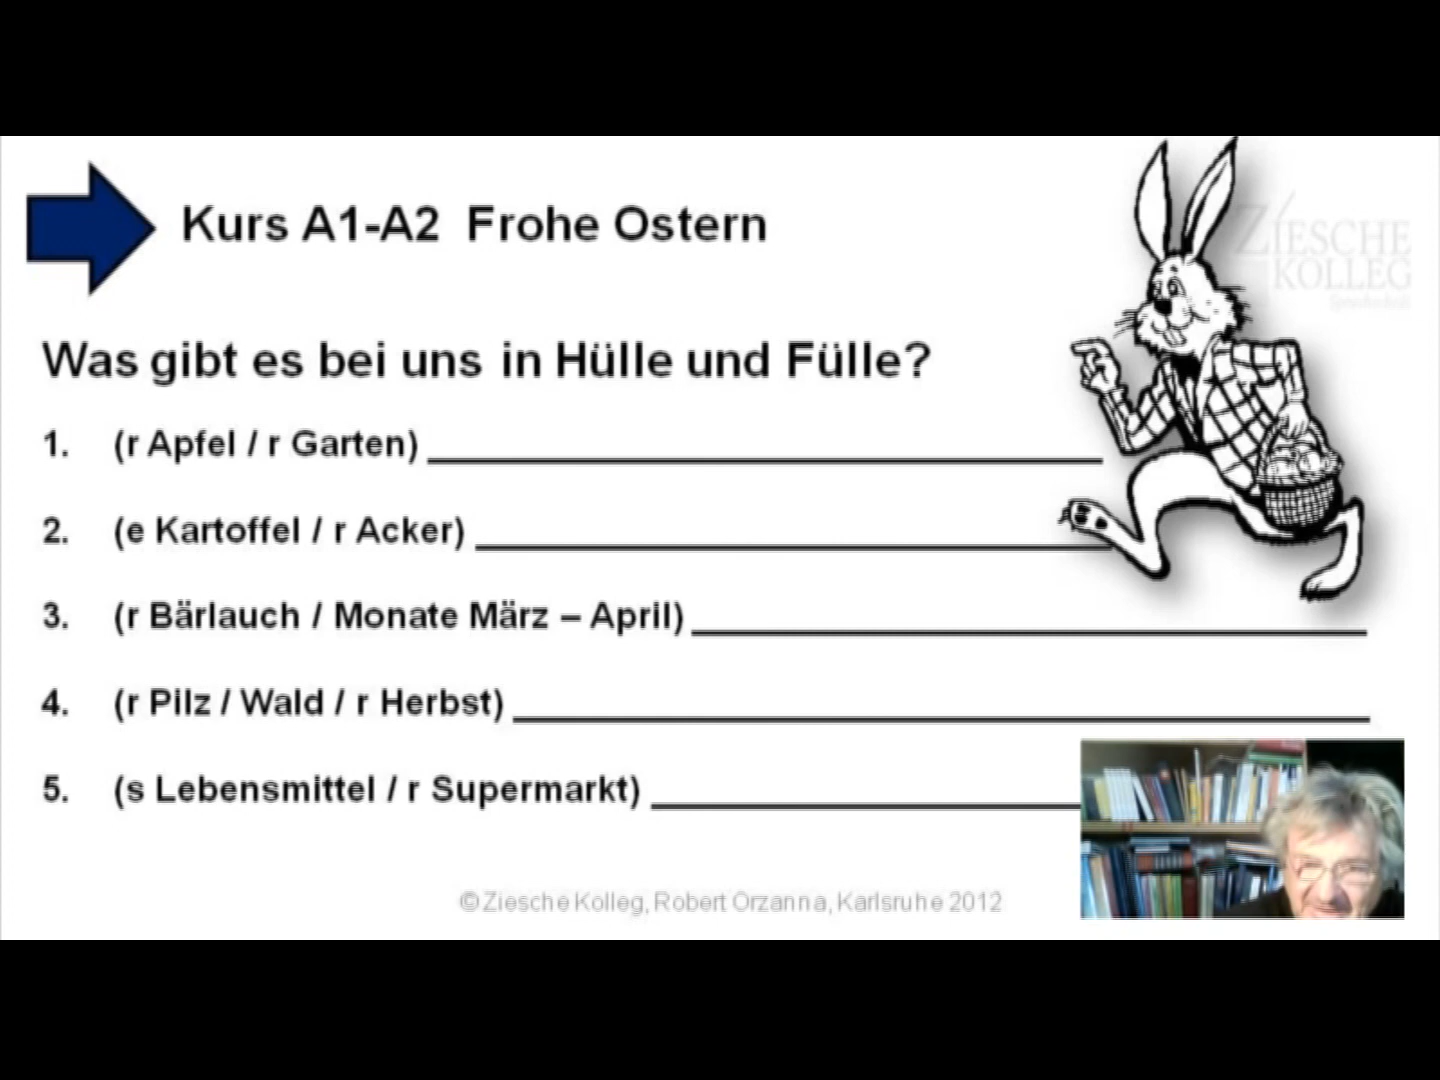 Kurs A1-A2 Frohe Ostern
ZIESCHE
KOLLEG
Was gibt es bei uns in Hülle und Fülle?
1. (r Apfel / r Garten)
2. (e Kartoffel / r Acker)
3. (r Bärlauch / Monate März – April)
4. (r Pilz / Wald / r Herbst)
5. (s Lebensmittel / r Supermarkt)
©Ziesche Kolleg, Robert Orzanna, Karlsruhe 2012